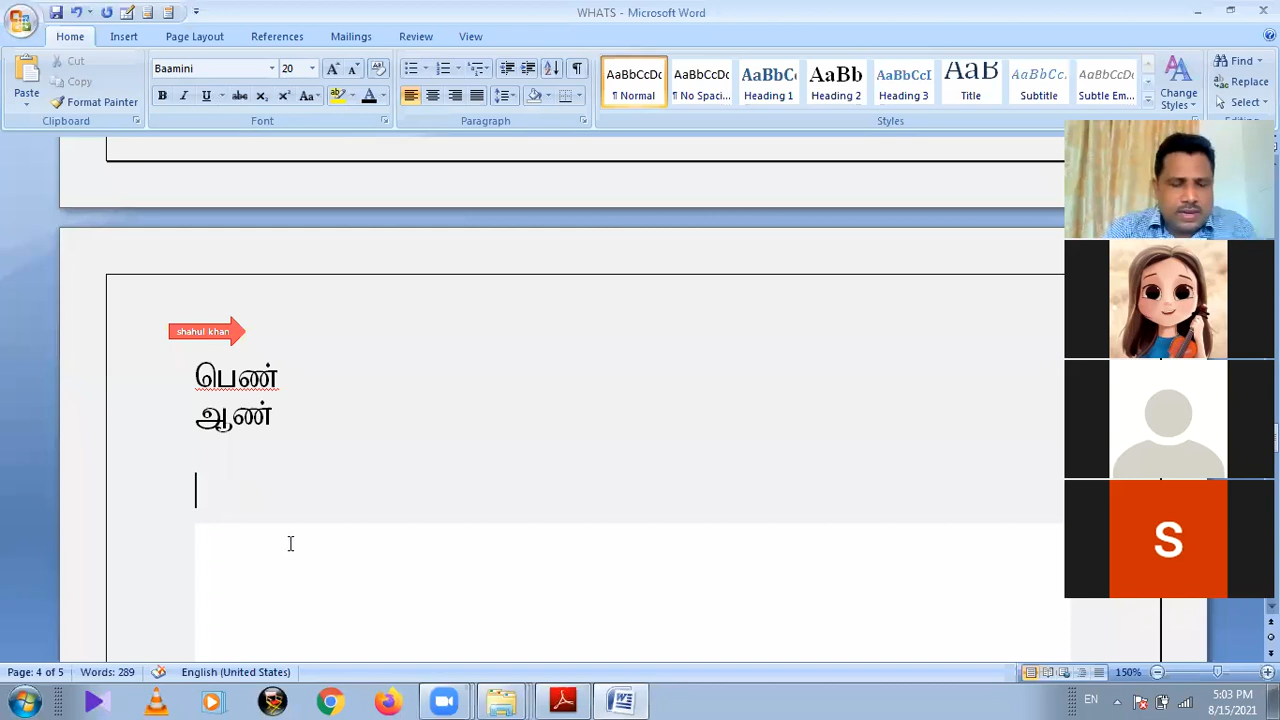 WHATS - Microsoft Word
Home Insert Page Layout References Mailings Review View
Paste
Cut
Copy
Format Painter
Clipboard
Baamini 20
Font
Paragraph
AaBbCcDc AaBbCcDc AaBbC AaBb AaBbCcI AaB AaBbCcL AaBbCcDc
¶ Normal ¶ No Spaci... Heading 1 Heading 2 Heading 3 Title Subtitle Subtle Em...
Change Styles
Styles
Find
Replace
Select
shahul khan
பெண்
ஆண்
S
Page: 4 of 5 Words: 289 English (United States) 150%
EN 5:03 PM
8/15/2021